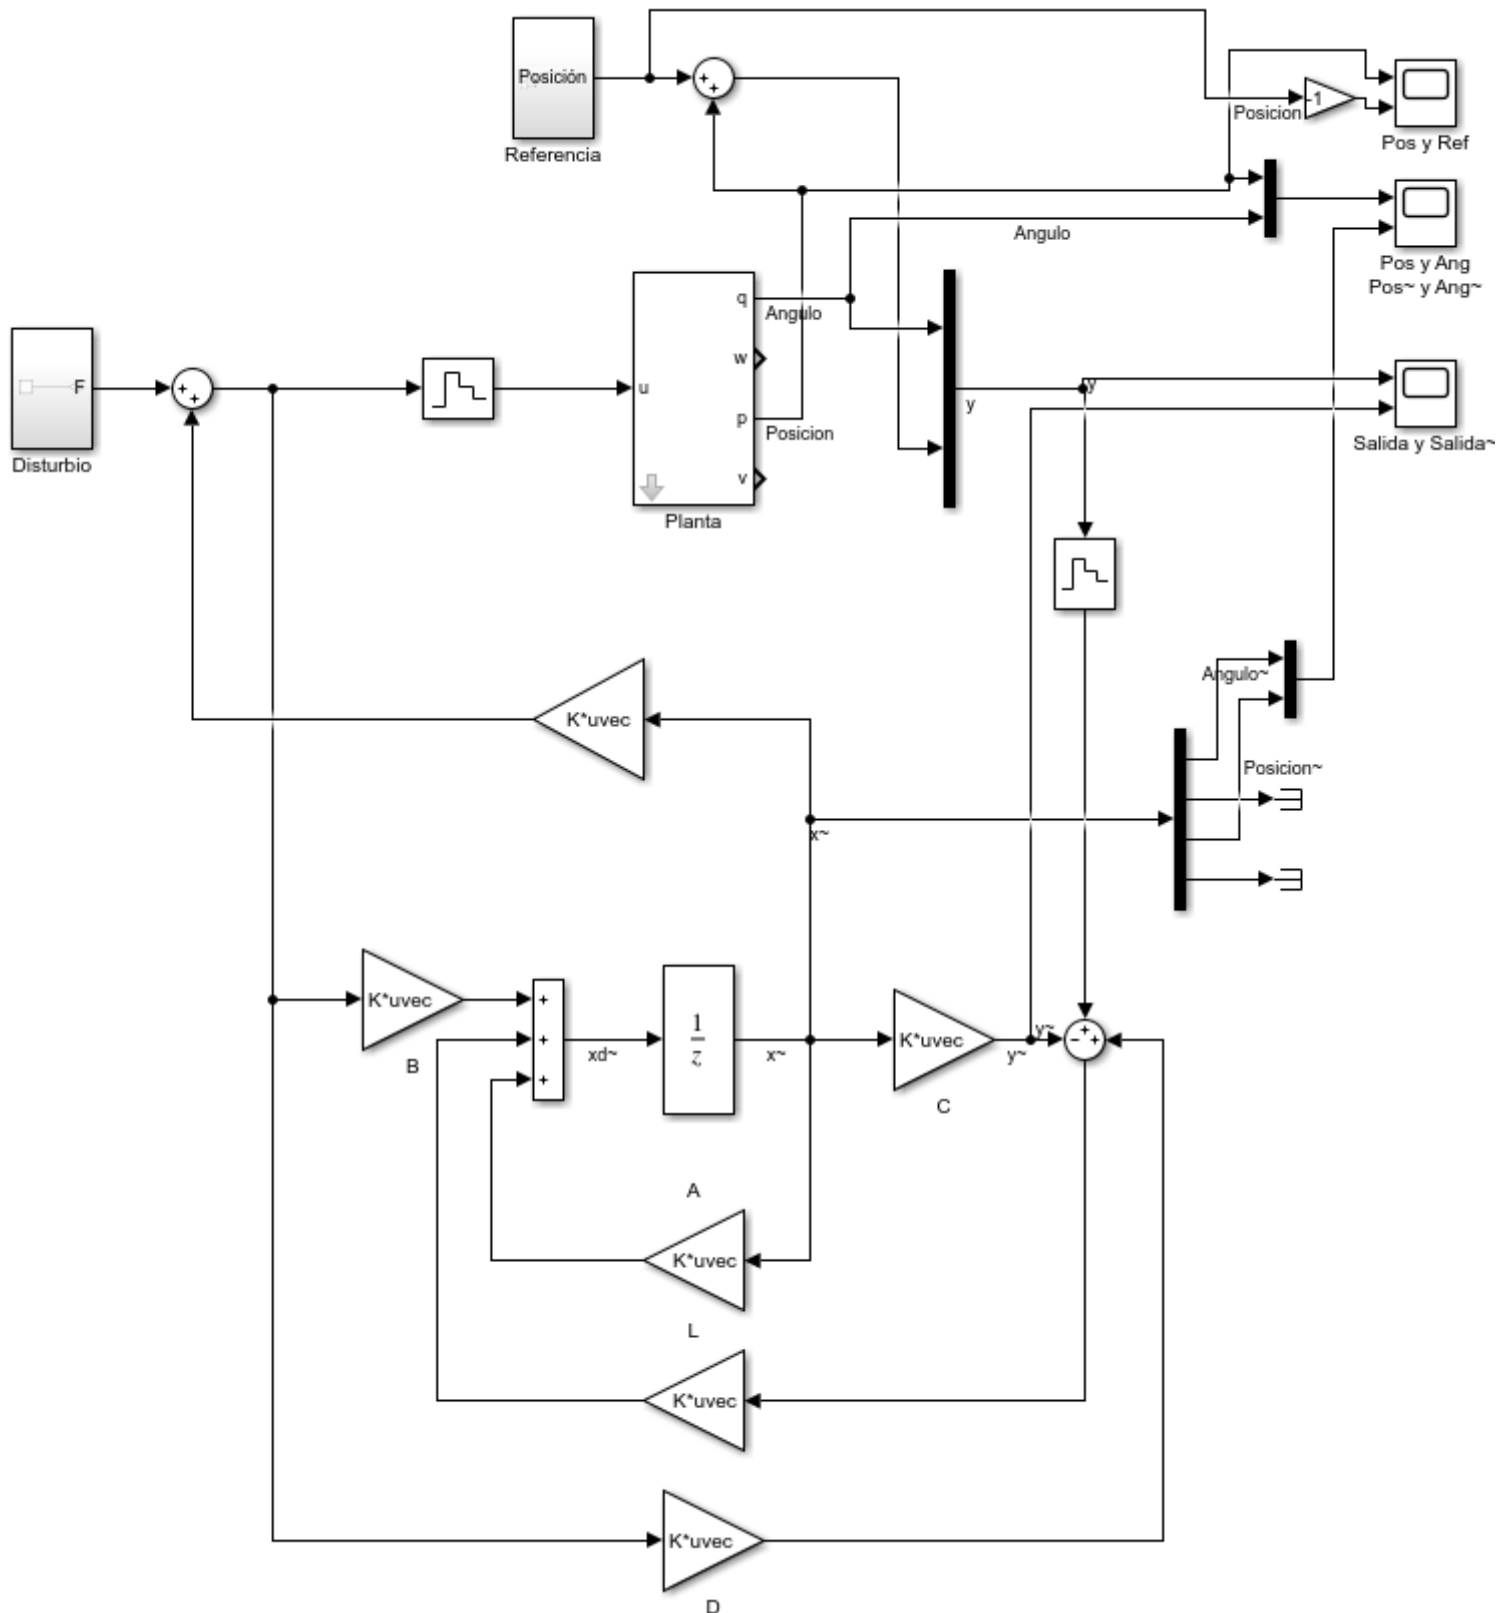 Posición
+
+
Referencia
-1
Posicion
Pos y Ref
Angulo
Pos y Ang
Pos~ y Ang~
F
Disturbio
+
+
u
q
w
p
v
Angulo
Posicion
Planta
y
y
Salida y Salida~
K*uvec
Angulo~
Posicion~
x~
K*uvec
B
+
+
+
xd~
1
z
x~
K*uvec
C
y~
y~
+
-
+
A
K*uvec
L
K*uvec
K*uvec
D